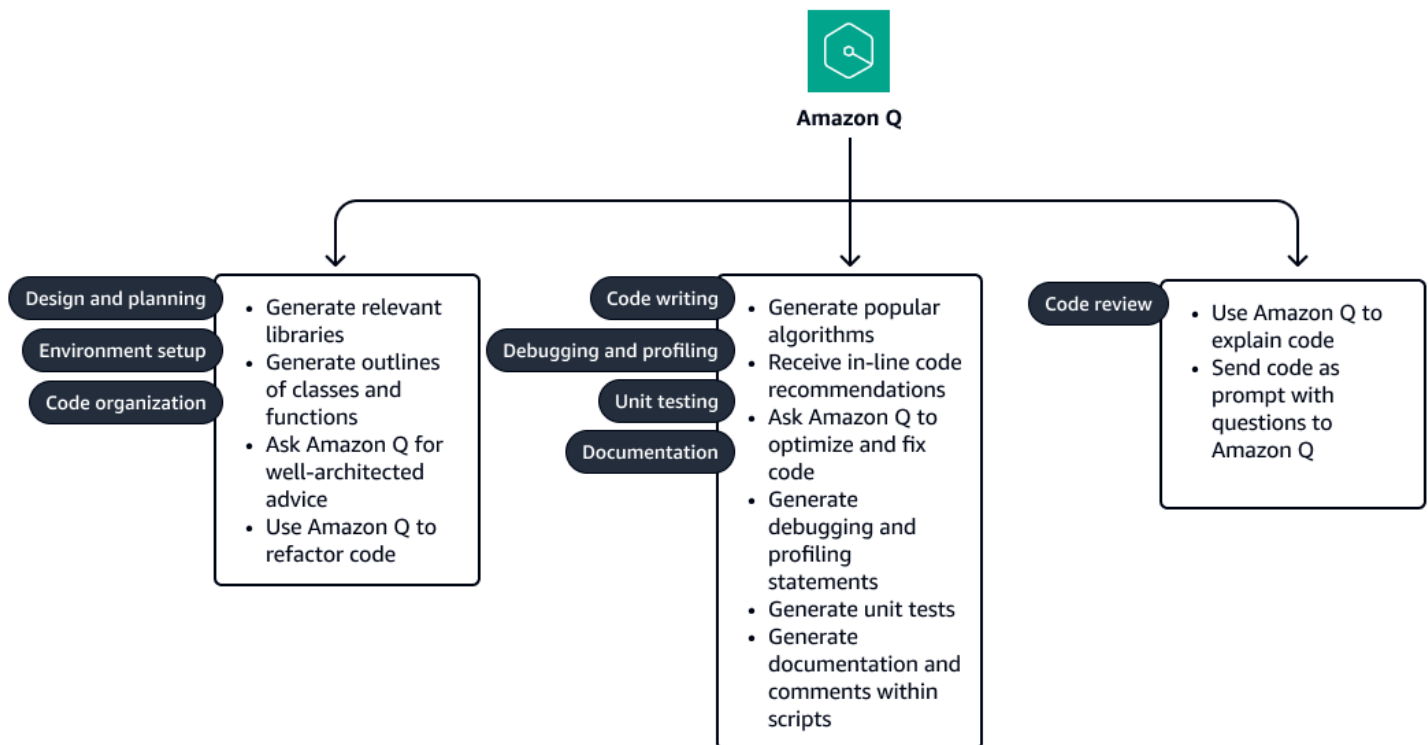 Amazon Q
Design and planning
Environment setup
Code organization
• Generate relevant
libraries
• Generate outlines
of classes and
functions
• Ask Amazon Q for
well-architected
advice
• Use Amazon Q to
refactor code
Code writing
Debugging and profiling
Unit testing
Documentation
• Generate popular
algorithms
• Receive in-line code
recommendations
• Ask Amazon Q to
optimize and fix
code
• Generate
debugging and
profiling
statements
• Generate unit tests
• Generate
documentation and
comments within
scripts
Code review
• Use Amazon Q to
explain code
• Send code as
prompt with
questions to
Amazon Q